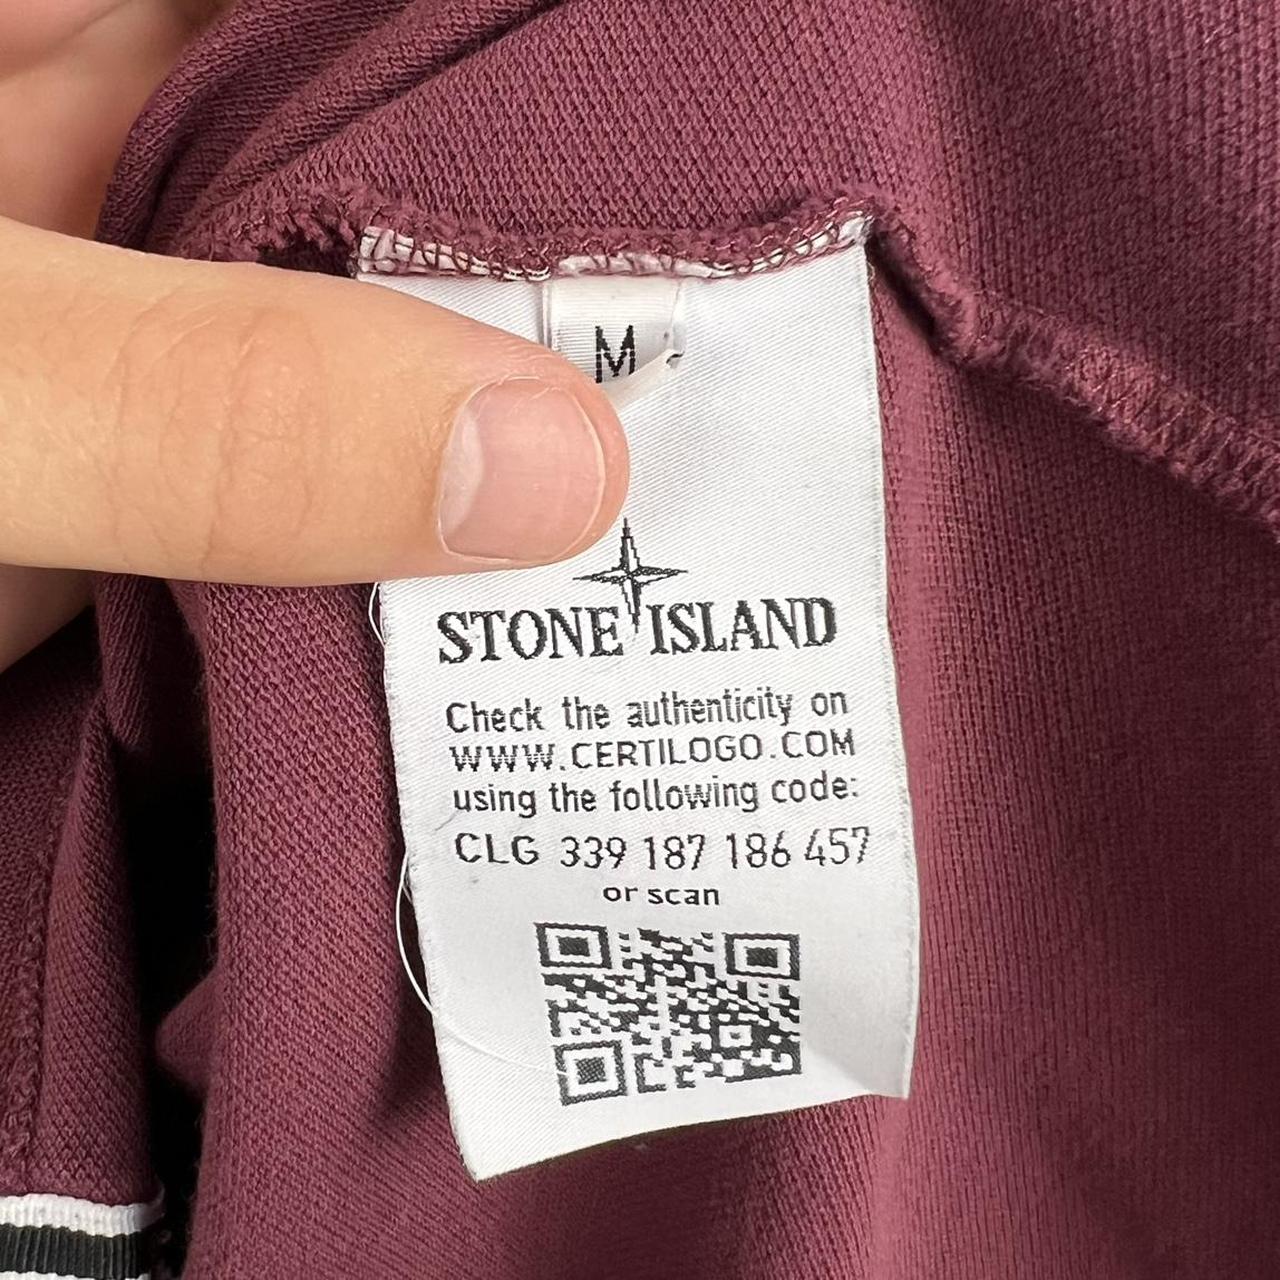 M
STONE ISLAND
Check the authenticity on
WWW.CERTILOGO.COM
using the following code:
CLG 339 187 186 457
or scan